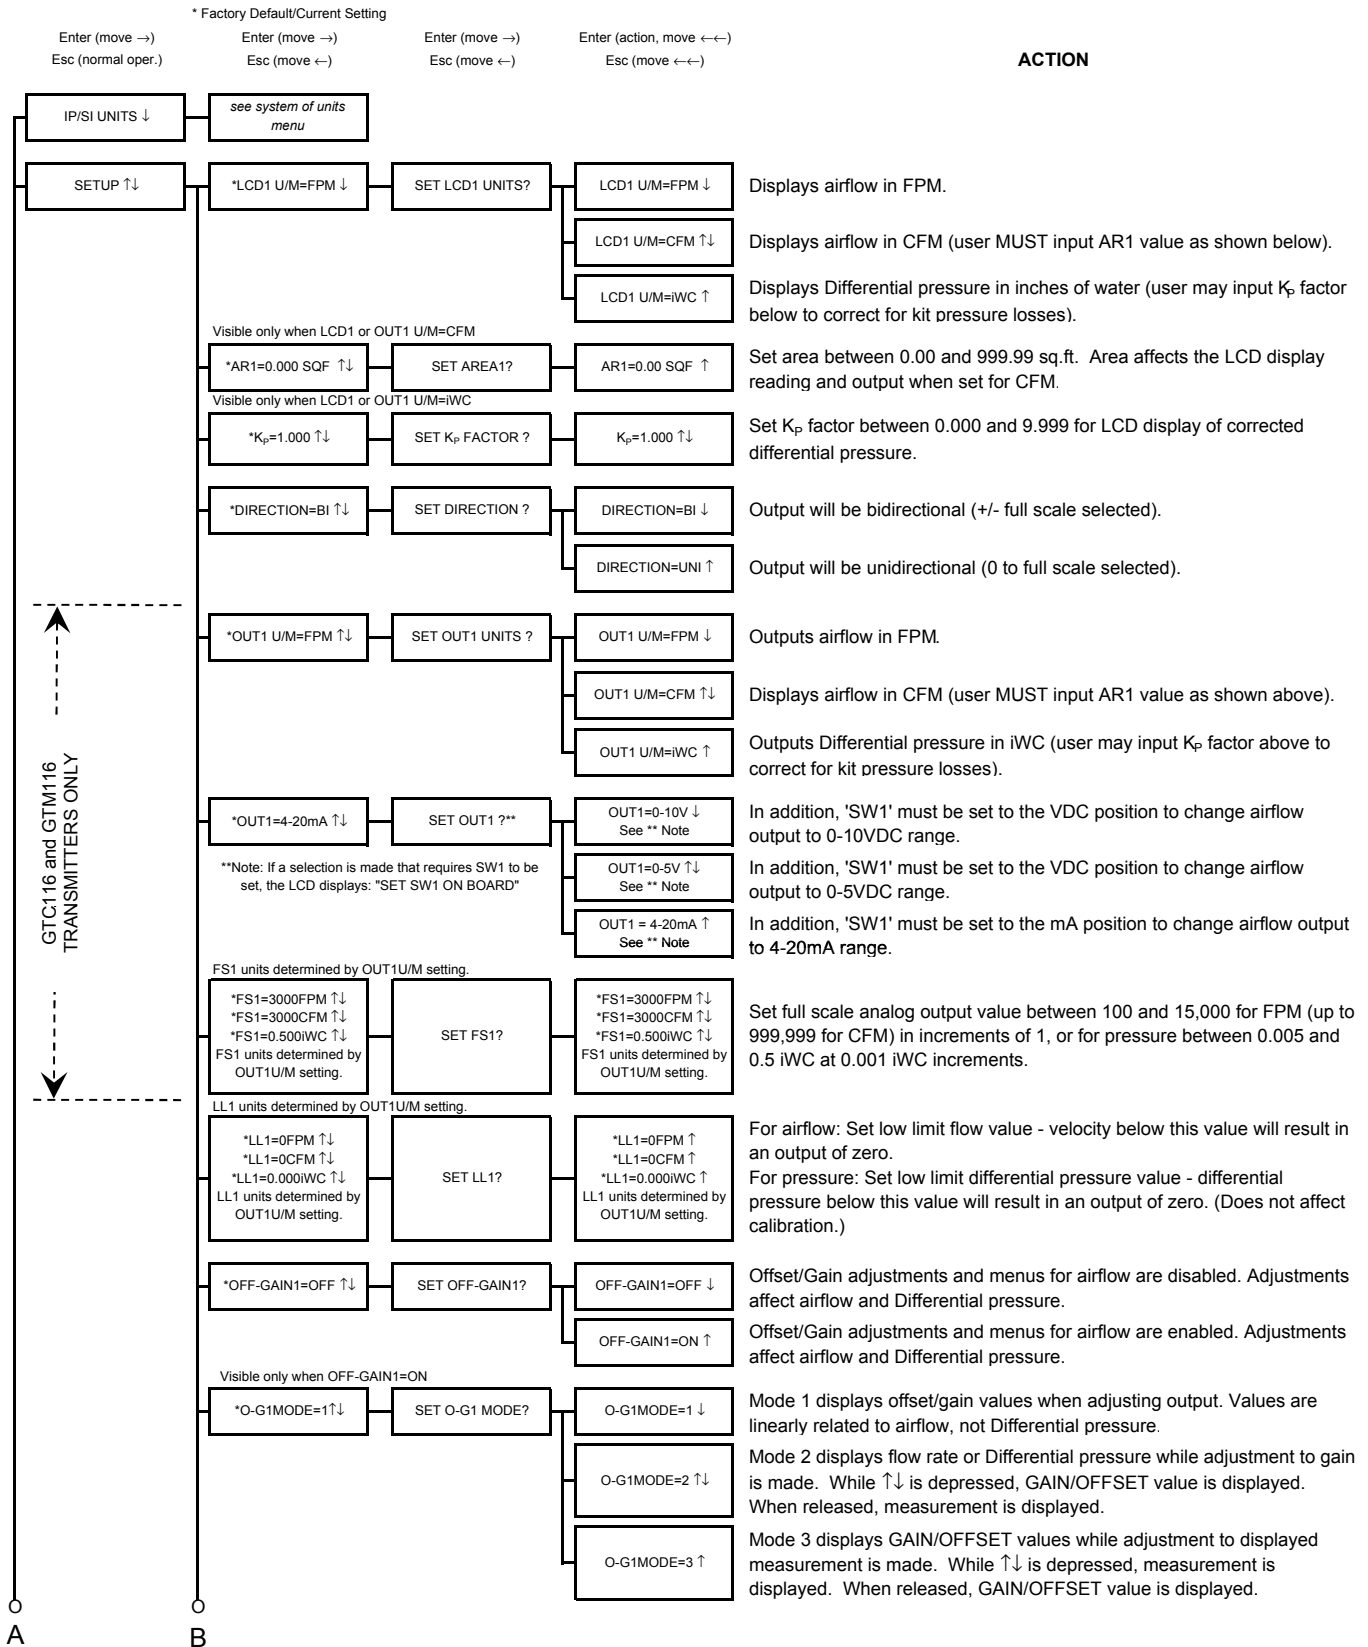 * Factory Default/Current Setting
Enter (move →)
Esc (normal oper.)
Enter (move →)
Esc (move ←)
Enter (move →)
Esc (move ←)
Enter (action, move ←←)
Esc (move ←←)
ACTION
IP/SI UNITS ↓
see system of units
menu
SETUP ↑↓
*LCD1 U/M=FPM ↓
SET LCD1 UNITS?
LCD1 U/M=FPM ↓
Displays airflow in FPM.
LCD1 U/M=CFM ↑↓
Displays airflow in CFM (user MUST input AR1 value as shown below).
LCD1 U/M=iWC ↑
Displays Differential pressure in inches of water (user may input KP factor
below to correct for kit pressure losses).
Visible only when LCD1 or OUT1 U/M=CFM
*AR1=0.000 SQF ↑↓
SET AREA1?
AR1=0.00 SQF ↑
Set area between 0.00 and 999.99 sq.ft. Area affects the LCD display
reading and output when set for CFM.
Visible only when LCD1 or OUT1 U/M=iWC
*KP=1.000 ↑↓
SET KP FACTOR ?
KP=1.000 ↑↓
Set KP factor between 0.000 and 9.999 for LCD display of corrected
differential pressure.
*DIRECTION=BI ↑↓
SET DIRECTION ?
DIRECTION=BI ↓
Output will be bidirectional (+/- full scale selected).
DIRECTION=UNI ↑
Output will be unidirectional (0 to full scale selected).
GTC116 and GTM116
TRANSMITTERS ONLY
*OUT1 U/M=FPM ↑↓
SET OUT1 UNITS ?
OUT1 U/M=FPM ↓
Outputs airflow in FPM.
OUT1 U/M=CFM ↑↓
Displays airflow in CFM (user MUST input AR1 value as shown above).
OUT1 U/M=iWC ↑
Outputs Differential pressure in iWC (user may input KP factor above to
correct for kit pressure losses).
*OUT1=4-20mA ↑↓
SET OUT1 ?**
OUT1=0-10V ↓
See ** Note
In addition, 'SW1' must be set to the VDC position to change airflow
output to 0-10VDC range.
**Note: If a selection is made that requires SW1 to be
set, the LCD displays: "SET SW1 ON BOARD"
OUT1=0-5V ↑↓
See ** Note
In addition, 'SW1' must be set to the VDC position to change airflow
output to 0-5VDC range.
OUT1 = 4-20mA ↑
See ** Note
In addition, 'SW1' must be set to the mA position to change airflow output
to 4-20mA range.
FS1 units determined by OUT1U/M setting.
*FS1=3000FPM ↑↓
*FS1=3000CFM ↑↓
*FS1=0.500iWC ↑↓
FS1 units determined by
OUT1U/M setting.
SET FS1?
*FS1=3000FPM ↑↓
*FS1=3000CFM ↑↓
*FS1=0.500iWC ↑↓
FS1 units determined by
OUT1U/M setting.
Set full scale analog output value between 100 and 15,000 for FPM (up to
999,999 for CFM) in increments of 1, or for pressure between 0.005 and
0.5 iWC at 0.001 iWC increments.
LL1 units determined by OUT1U/M setting.
*LL1=0FPM ↑↓
*LL1=0CFM ↑↓
*LL1=0.000iWC ↑↓
LL1 units determined by
OUT1U/M setting.
SET LL1?
*LL1=0FPM ↑
*LL1=0CFM ↑
*LL1=0.000iWC ↑
LL1 units determined by
OUT1U/M setting.
For airflow: Set low limit flow value - velocity below this value will result in
an output of zero.
For pressure: Set low limit differential pressure value - differential
pressure below this value will result in an output of zero. (Does not affect
calibration.)
*OFF-GAIN1=OFF ↑↓
SET OFF-GAIN1?
OFF-GAIN1=OFF ↓
Offset/Gain adjustments and menus for airflow are disabled. Adjustments
affect airflow and Differential pressure.
OFF-GAIN1=ON ↑
Offset/Gain adjustments and menus for airflow are enabled. Adjustments
affect airflow and Differential pressure.
Visible only when OFF-GAIN1=ON
*O-G1MODE=1↑↓
SET O-G1 MODE?
O-G1MODE=1 ↓
Mode 1 displays offset/gain values when adjusting output. Values are
linearly related to airflow, not Differential pressure.
O-G1MODE=2 ↑↓
Mode 2 displays flow rate or Differential pressure while adjustment to gain
is made. While ↑↓ is depressed, GAIN/OFFSET value is displayed.
When released, measurement is displayed.
O-G1MODE=3 ↑
Mode 3 displays GAIN/OFFSET values while adjustment to displayed
measurement is made. While ↑↓ is depressed, measurement is
displayed. When released, GAIN/OFFSET value is displayed.
O
O
A
B